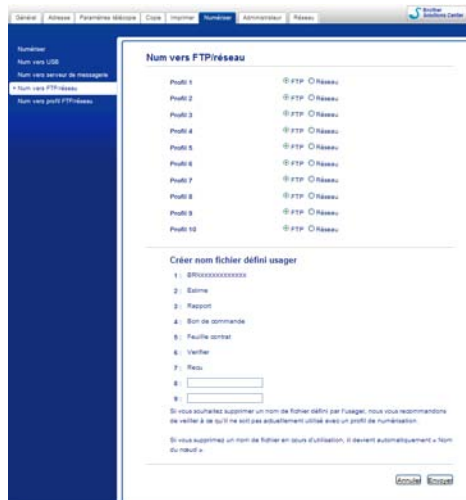 Général Adresse Paramètres télécopie Copie Imprimer Numériser Administrateur Réseau
Brother
Solutions Center
Numériser
Num vers USB
Num vers serveur de messagerie
Num vers FTP/réseau
Num vers profil FTP/réseau
Num vers FTP/réseau
Profil 1 FTP Réseau
Profil 2 FTP Réseau
Profil 3 FTP Réseau
Profil 4 FTP Réseau
Profil 5 FTP Réseau
Profil 6 FTP Réseau
Profil 7 FTP Réseau
Profil 8 FTP Réseau
Profil 9 FTP Réseau
Profil 10 FTP Réseau
Créer nom fichier défini usager
1 : BRNxxxxxxxxxxxx
2 : Estime
3 : Rapport
4 : Bon de commande
5 : Feuille contrat
6 : Verifier
7 : Recu
8 :
9 :
Si vous souhaitez supprimer un nom de fichier défini par l'usager, nous vous recommandons
de veiller à ce qu'il ne soit pas actuellement utilisé avec un profil de numérisation.
Si vous supprimez un nom de fichier en cours d'utilisation, il devient automatiquement « Nom
du nœud »
Annuler Envoyer